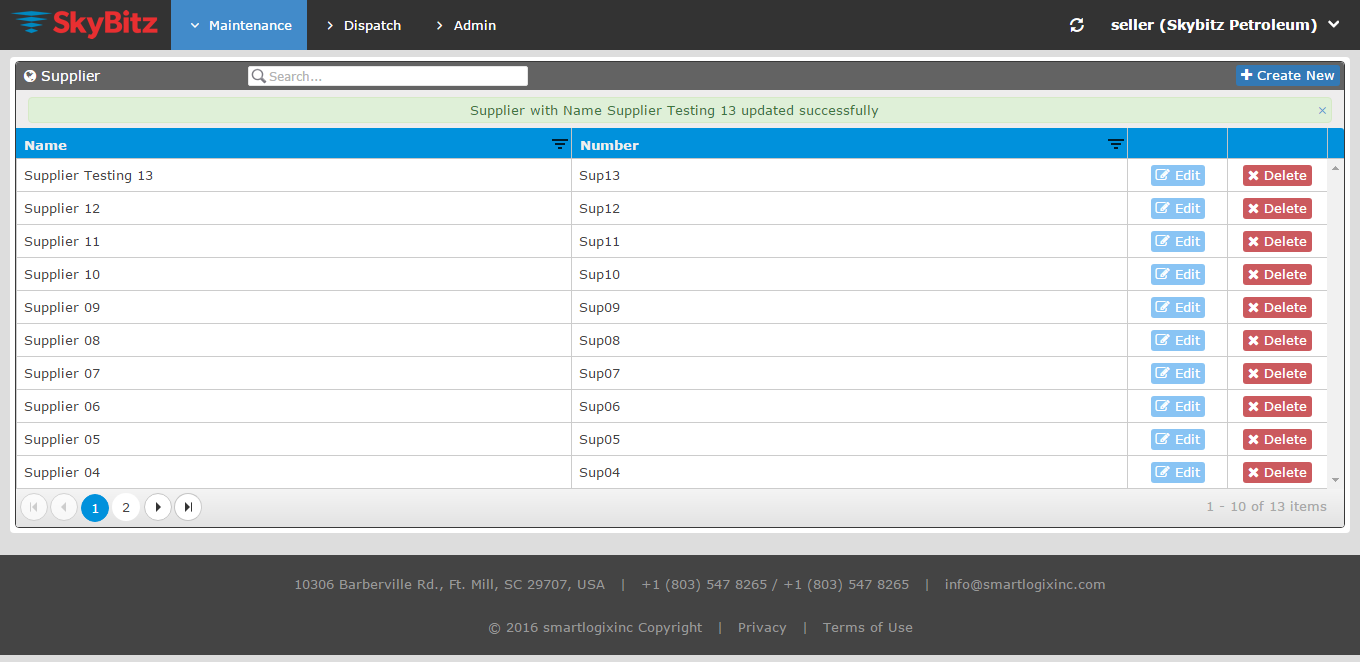 SkyBitz Maintenance Dispatch Admin seller (Skybitz Petroleum)
Supplier Search... Create New
Supplier with Name Supplier Testing 13 updated successfully ×
Name Number
Supplier Testing 13 Sup13 Edit Delete
Supplier 12 Sup12 Edit Delete
Supplier 11 Sup11 Edit Delete
Supplier 10 Sup10 Edit Delete
Supplier 09 Sup09 Edit Delete
Supplier 08 Sup08 Edit Delete
Supplier 07 Sup07 Edit Delete
Supplier 06 Sup06 Edit Delete
Supplier 05 Sup05 Edit Delete
Supplier 04 Sup04 Edit Delete
1 2 1 - 10 of 13 items
10306 Barberville Rd., Ft. Mill, SC 29707, USA | +1 (803) 547 8265 / +1 (803) 547 8265 | info@smartlogixinc.com
© 2016 smartlogixinc Copyright | Privacy | Terms of Use